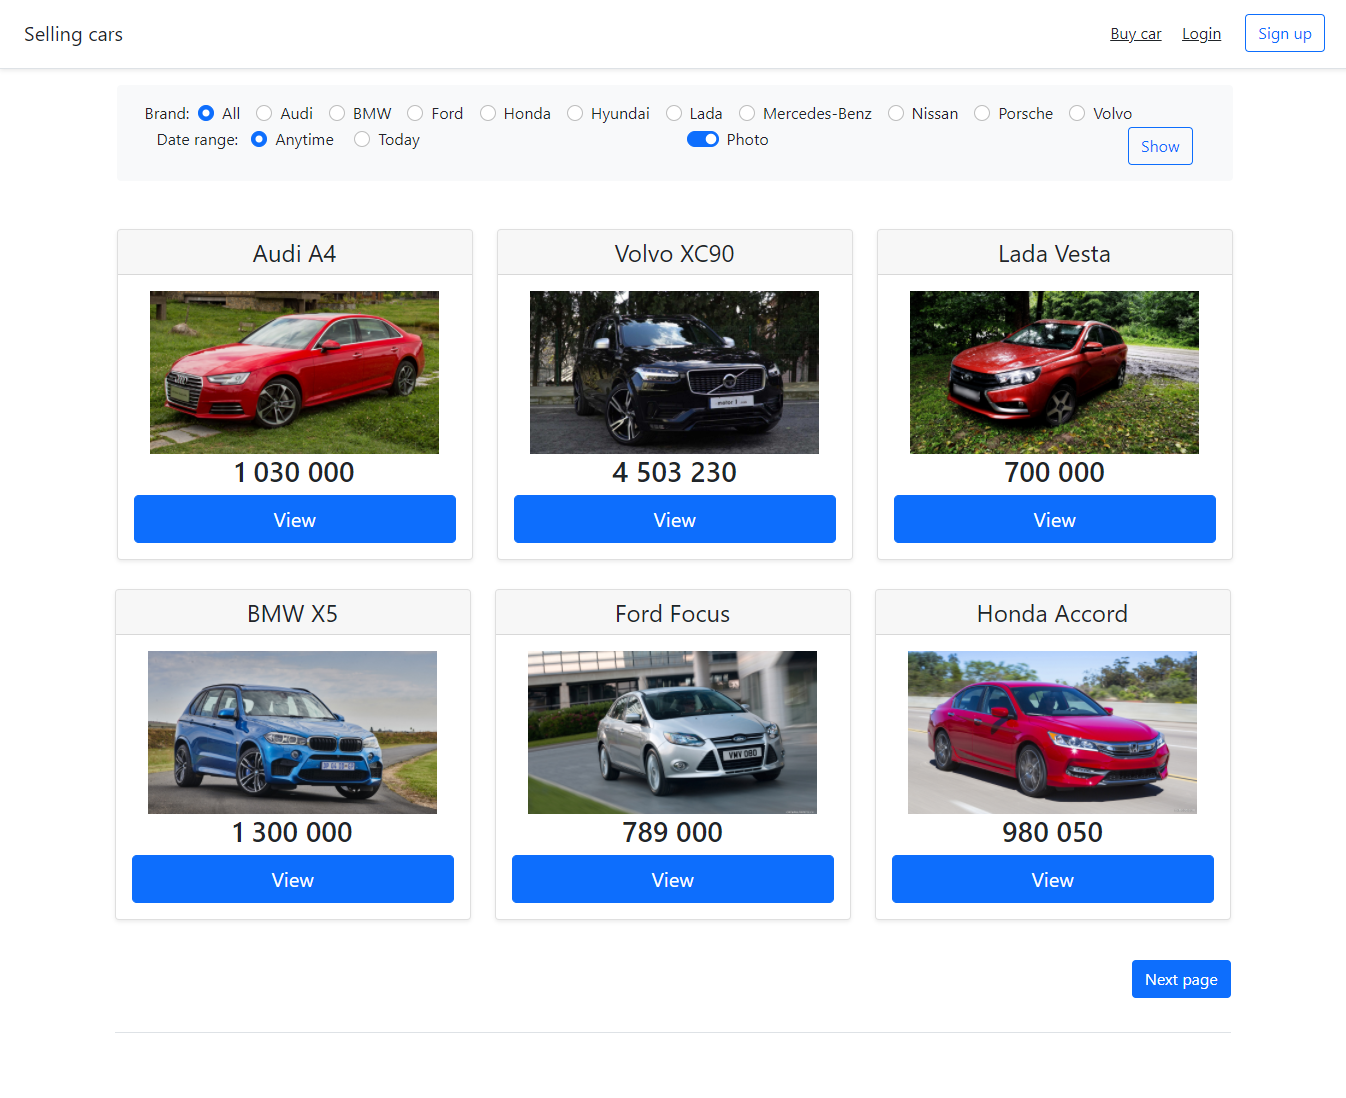 Selling cars
Buy car Login Sign up
Brand: All Audi BMW Ford Honda Hyundai Lada Mercedes-Benz Nissan Porsche Volvo
Date range: Anytime Today Photo
Show
Audi A4
1 030 000
View
Volvo XC90
4 503 230
View
Lada Vesta
700 000
View
BMW X5
1 300 000
View
Ford Focus
VMV 080
789 000
View
Honda Accord
980 050
View
Next page